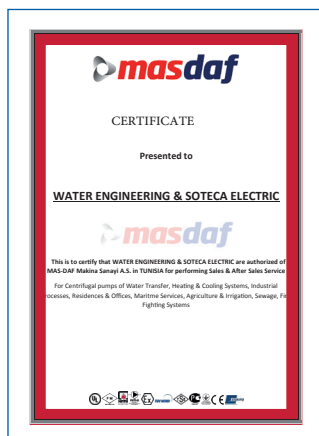 masdaf
CERTIFICATE
Presented to
WATER ENGINEERING & SOTECA ELECTRIC
masdaf
This is to certify that WATER ENGINEERING & SOTECA ELECTRIC are authorized of
MAS-DAF Makina Sanayi A.S. in TUNISIA for performing Sales & After Sales Service
For Centrifugal pumps of Water Transfer, Heating & Cooling Systems, Industrial
rocesses, Residences & Offices, Maritme Services, Agriculture & Irrigation, Sewage, Fir
Fighting Systems